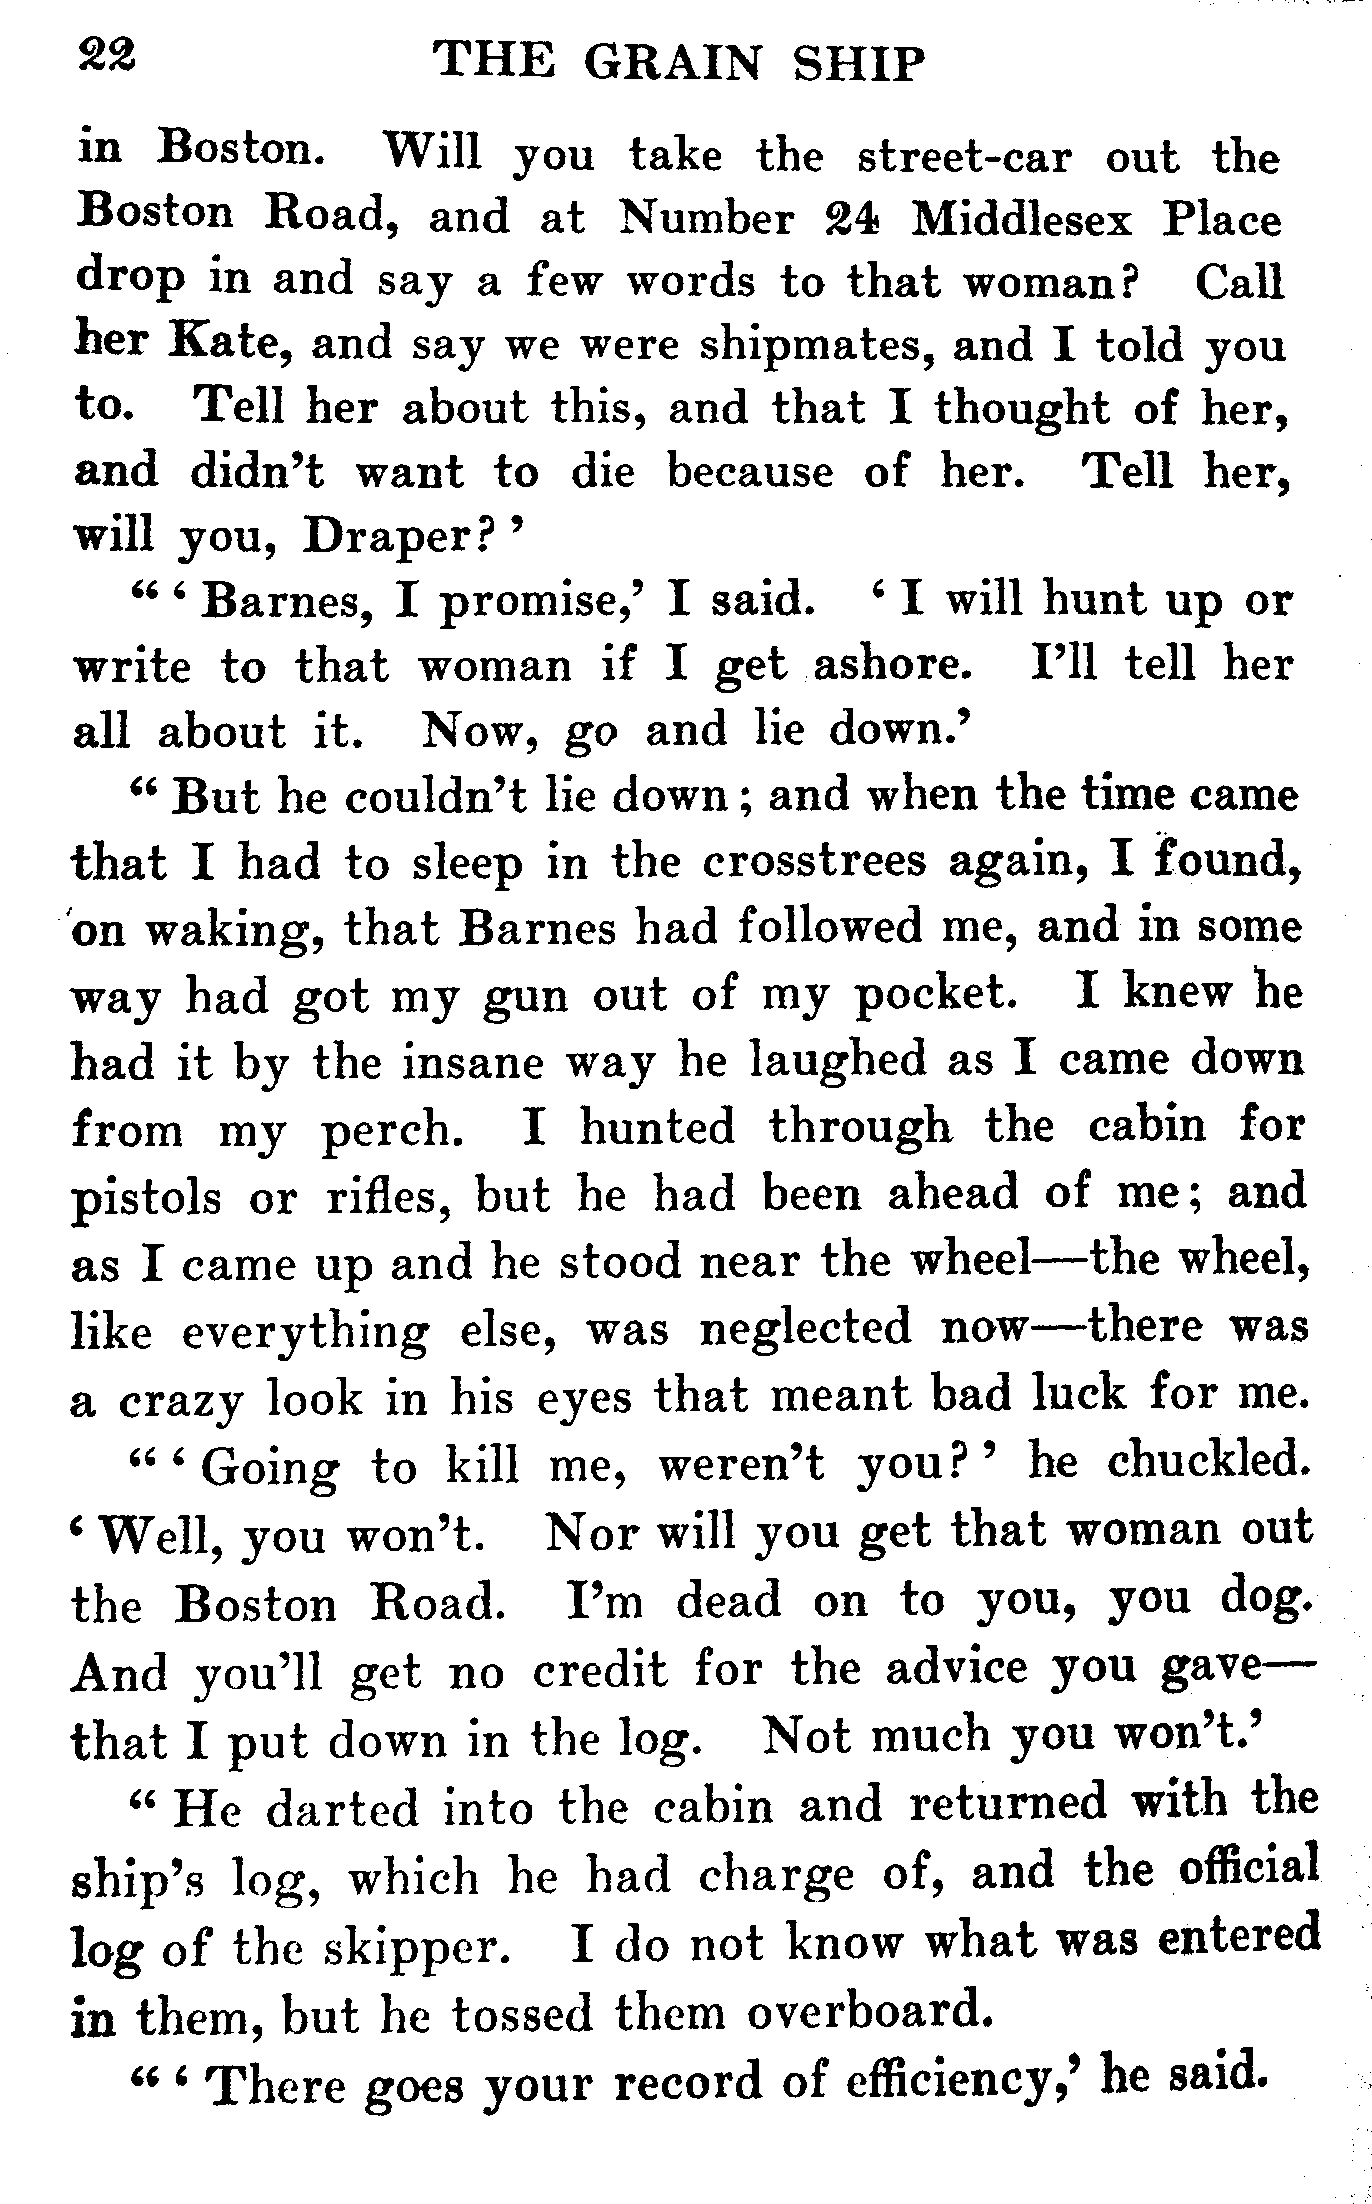 22 THE GRAIN SHIP
in Boston. Will you take the street-car out the
Boston Road, and at Number 24 Middlesex Place
drop in and say a few words to that woman? Call
her Kate, and say we were shipmates, and I told you
to. Tell her about this, and that I thought of her,
and didn’t want to die because of her. Tell her,
will you, Draper?’
“‘Barnes, I promise,’ I said. ‘I will hunt up or
write to that woman if I get ashore. I’ll tell her
all about it. Now, go and lie down.’
“But he couldn’t lie down; and when the time came
that I had to sleep in the crosstrees again, I found,
on waking, that Barnes had followed me, and in some
way had got my gun out of my pocket. I knew he
had it by the insane way he laughed as I came down
from my perch. I hunted through the cabin for
pistols or rifles, but he had been ahead of me; and
as I came up and he stood near the wheel—the wheel,
like everything else, was neglected now—there was
a crazy look in his eyes that meant bad luck for me.
“‘Going to kill me, weren’t you?’ he chuckled.
‘Well, you won’t. Nor will you get that woman out
the Boston Road. I’m dead on to you, you dog.
And you’ll get no credit for the advice you gave—
that I put down in the log. Not much you won’t.’
“He darted into the cabin and returned with the
ship’s log, which he had charge of, and the official
log of the skipper. I do not know what was entered
in them, but he tossed them overboard.
“‘There goes your record of efficiency,’ he said.